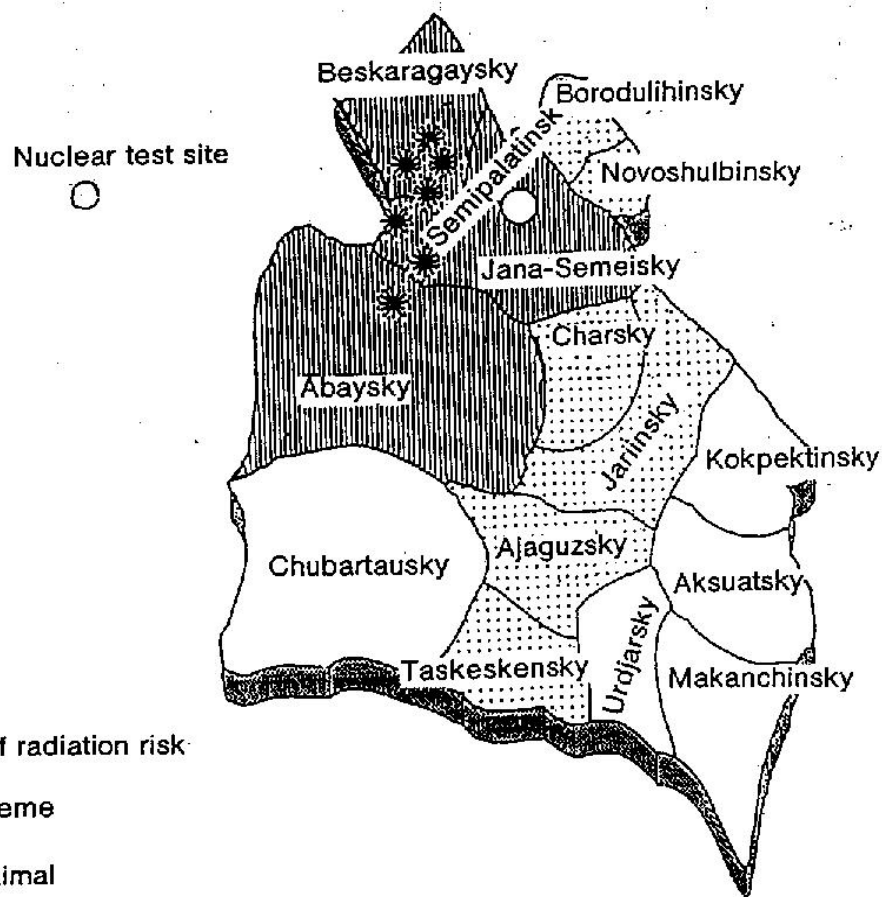 Beskaragaysky
Borodulihinsky
Nuclear test site
Semipalatinsk
Novoshulbinsky
Jana-Semeisky
Charsky
Abaysky
Jarlinsky
Kokpektinsky
Ajaguzsky
Chubartausky
Aksuatsky
Urdjarsky
Taskeskensky
Makanchinsky
f radiation risk
eme
imal